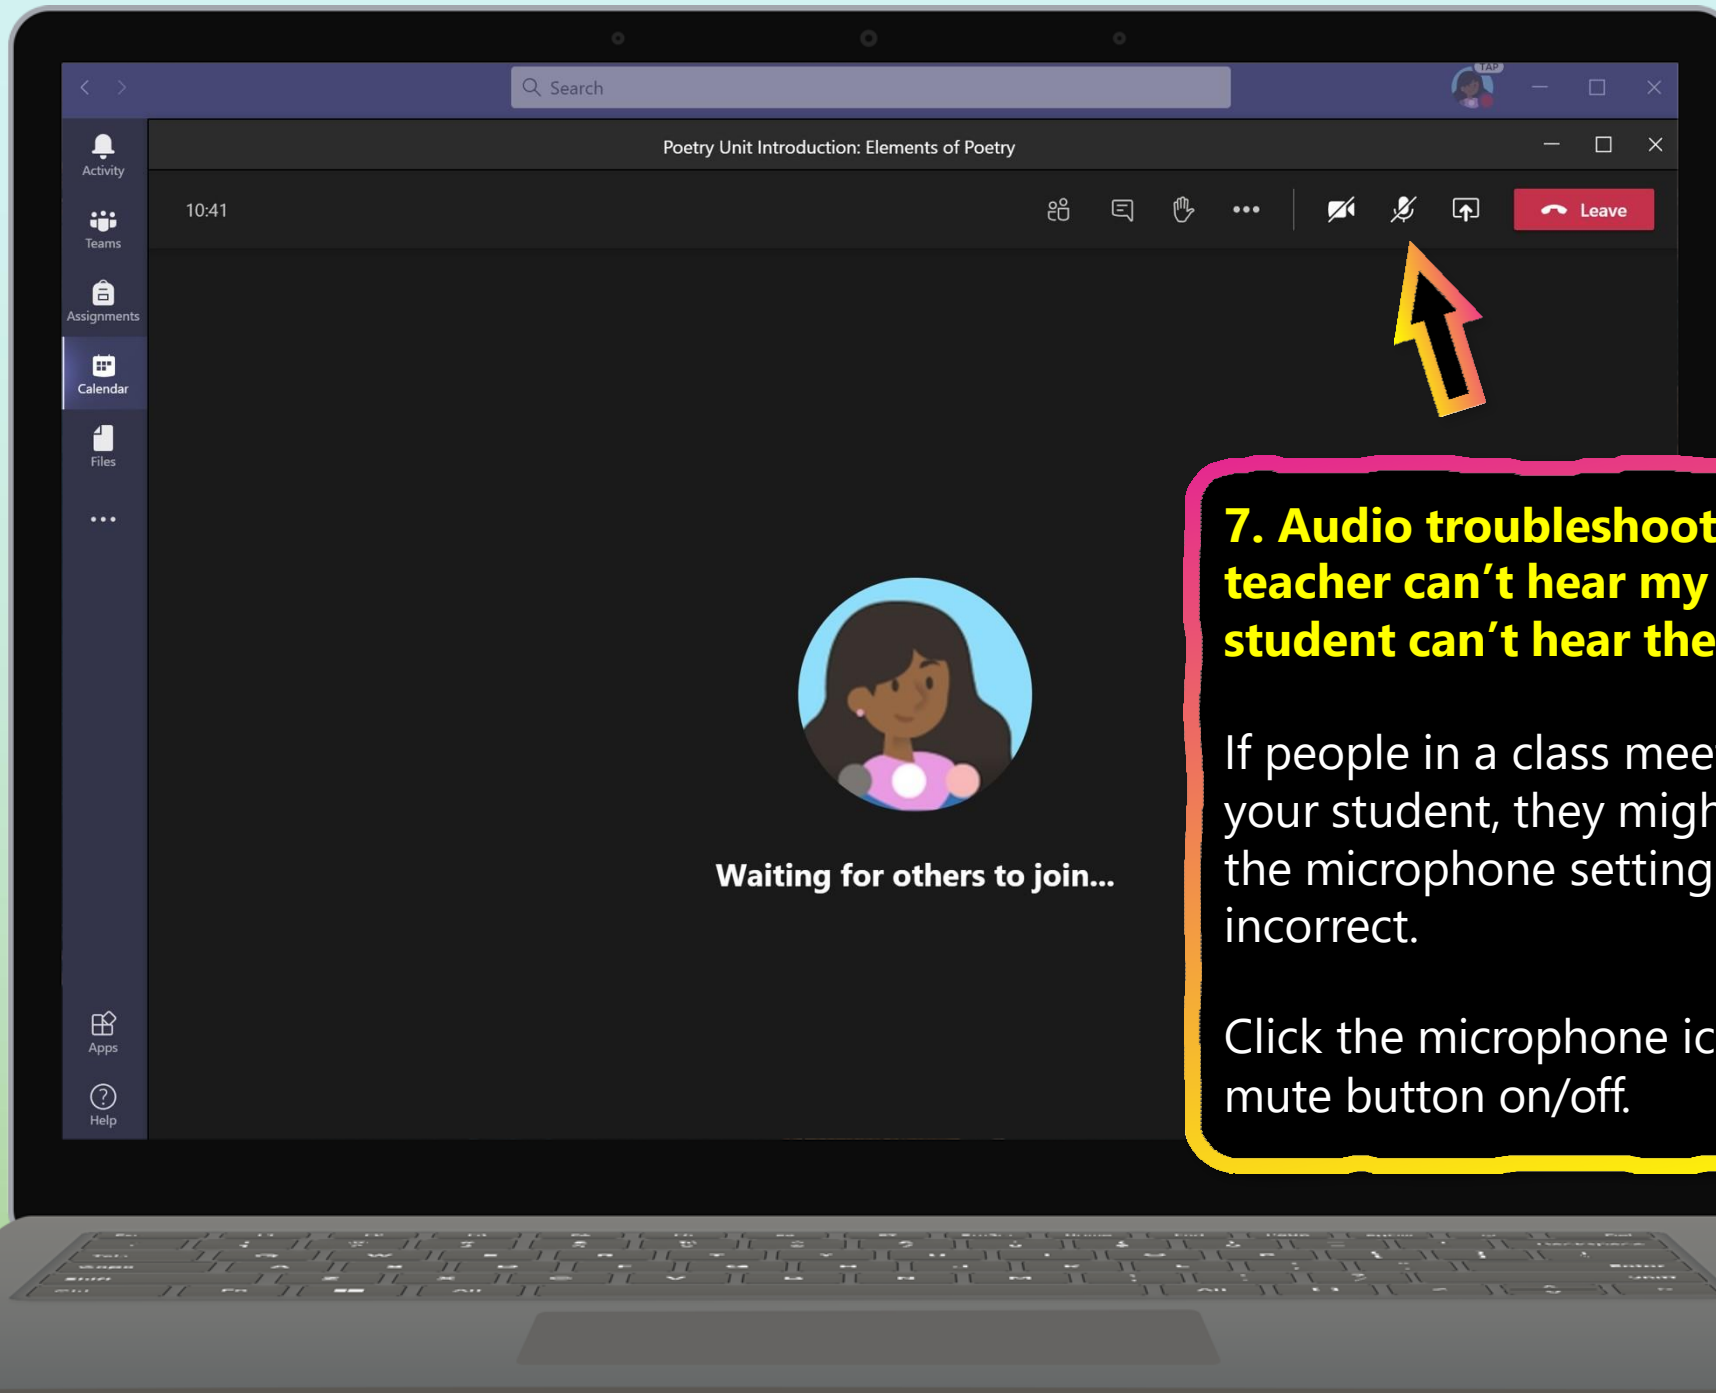 Search
TAP
Activity
Poetry Unit Introduction: Elements of Poetry
10:41
Leave
Teams
Assignments
Calendar
Files
7. Audio troubleshoot
teacher can't hear my
student can't hear the
If people in a class mee
your student, they migh
the microphone setting
incorrect.
Click the microphone ic
mute button on/off.
Waiting for others to join...
Apps
Help